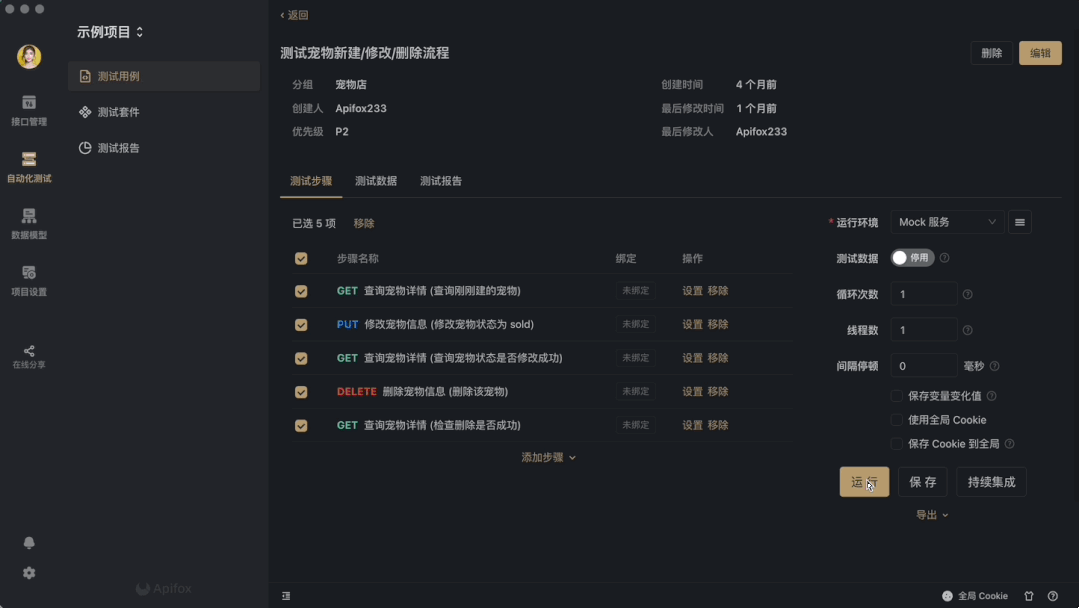 示例项目
接口管理
自动化测试
数据模型
项目设置
在线分享
测试用例
测试套件
测试报告
Apifox
‹ 返回
测试宠物新建/修改/删除流程
删除
编辑
分组 宠物店
创建时间 4 个月前
创建人 Apifox233
最后修改时间 1 个月前
优先级 P2
最后修改人 Apifox233
测试步骤 测试数据 测试报告
已选 5 项 移除
步骤名称 绑定 操作
GET 查询宠物详情 (查询刚刚建的宠物) 未绑定 设置 移除
PUT 修改宠物信息 (修改宠物状态为 sold) 未绑定 设置 移除
GET 查询宠物详情 (查询宠物状态是否修改成功) 未绑定 设置 移除
DELETE 删除宠物信息 (删除该宠物) 未绑定 设置 移除
GET 查询宠物详情 (检查删除是否成功) 未绑定 设置 移除
添加步骤
* 运行环境 Mock 服务
测试数据 停用
循环次数 1
线程数 1
间隔停顿 0 毫秒
保存变量变化值
使用全局 Cookie
保存 Cookie 到全局
运 行 保 存 持续集成
导出
全局 Cookie